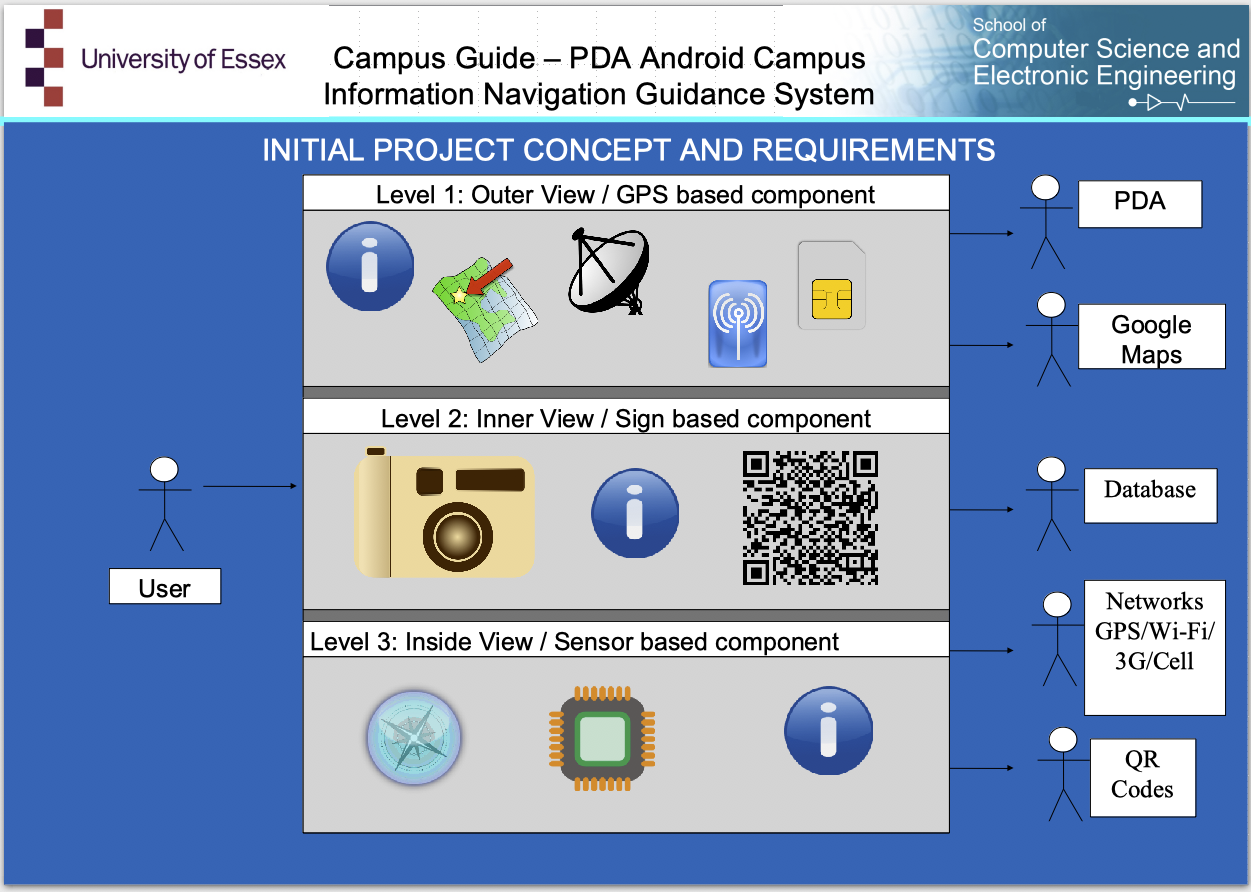 University of Essex
Campus Guide – PDA Android Campus
Information Navigation Guidance System
School of
Computer Science and
Electronic Engineering
INITIAL PROJECT CONCEPT AND REQUIREMENTS
Level 1: Outer View / GPS based component
PDA
Google
Maps
Level 2: Inner View / Sign based component
Database
User
Networks
GPS/Wi-Fi/
3G/Cell
Level 3: Inside View / Sensor based component
QR
Codes